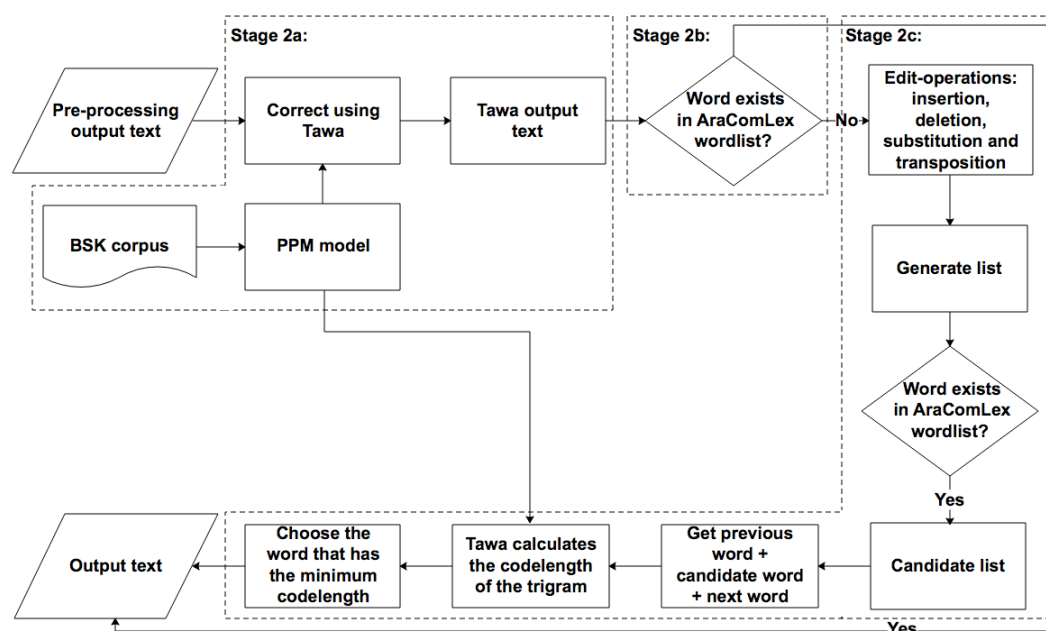 Stage 2a:
Stage 2b:
Stage 2c:
Pre-processing
output text
Correct using
Tawa
Tawa output
text
Word exists
in AraComLex
wordlist?
No
Edit-operations:
insertion,
deletion,
substitution and
transposition
BSK corpus
PPM model
Generate list
Word exists
in AraComLex
wordlist?
Yes
Output text
Choose the
word that has
the minimum
codelength
Tawa calculates
the codelength
of the trigram
Get previous
word +
candidate word
+ next word
Candidate list
Yes